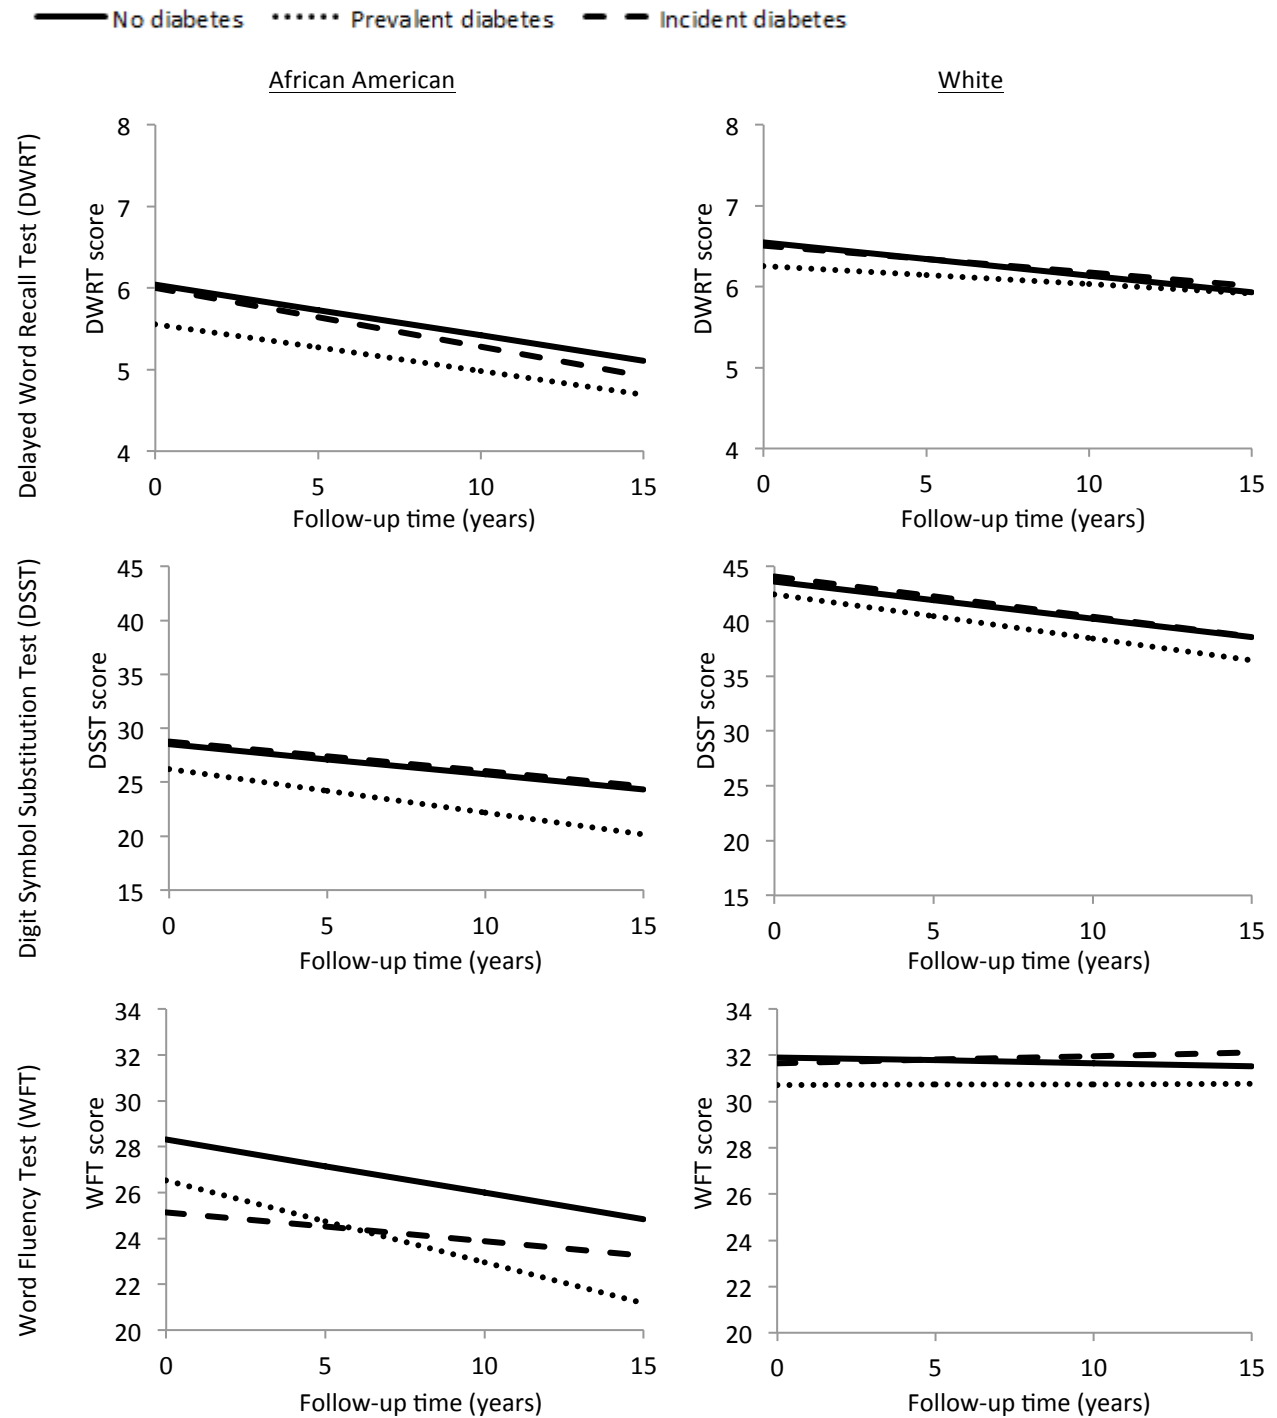 No diabetes Prevalent diabetes Incident diabetes
African American White
Delayed Word Recall Test (DWRT)
DWRT score
8
7
6
5
4
0 5 10 15
Follow-up time (years)
DWRT score
8
7
6
5
4
0 5 10 15
Follow-up time (years)
Digit Symbol Substitution Test (DSST)
DSST score
45
40
35
30
25
20
15
0 5 10 15
Follow-up time (years)
DSST score
45
40
35
30
25
20
15
0 5 10 15
Follow-up time (years)
Word Fluency Test (WFT)
WFT score
34
32
30
28
26
24
22
20
0 5 10 15
Follow-up time (years)
WFT score
34
32
30
28
26
24
22
20
0 5 10 15
Follow-up time (years)